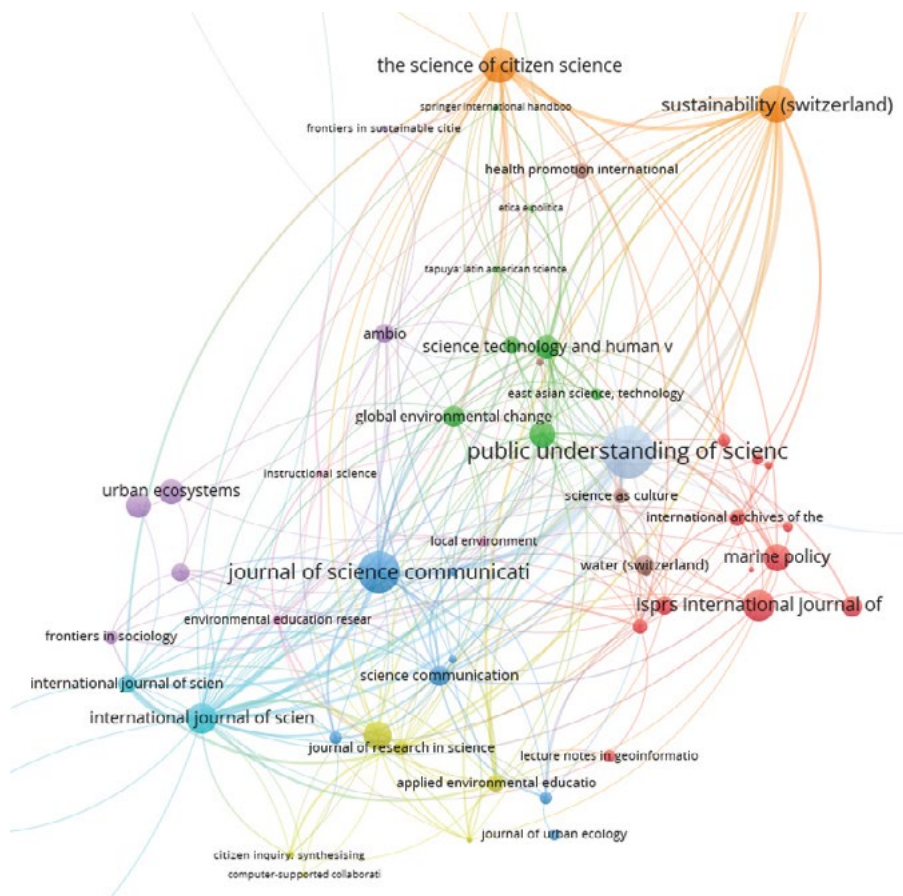 the science of citizen science
sustainability (switzerland)
springer international handboo
frontiers in sustainable citie
health promotion international
etica e politica
tapuya: latin american science
ambio
science technology and human v
east asian science, technology
global environmental change
public understanding of scienc
instructional science
urban ecosystems
science as culture
international archives of the
local environment
water (switzerland)
marine policy
journal of science communicati
isprs international journal of
environmental education resear
frontiers in sociology
science communication
international journal of scien
international journal of scien
journal of research in science
lecture notes in geoinformatio
applied environmental educatio
journal of urban ecology
citizen inquiry: synthesising
computer-supported collaborati